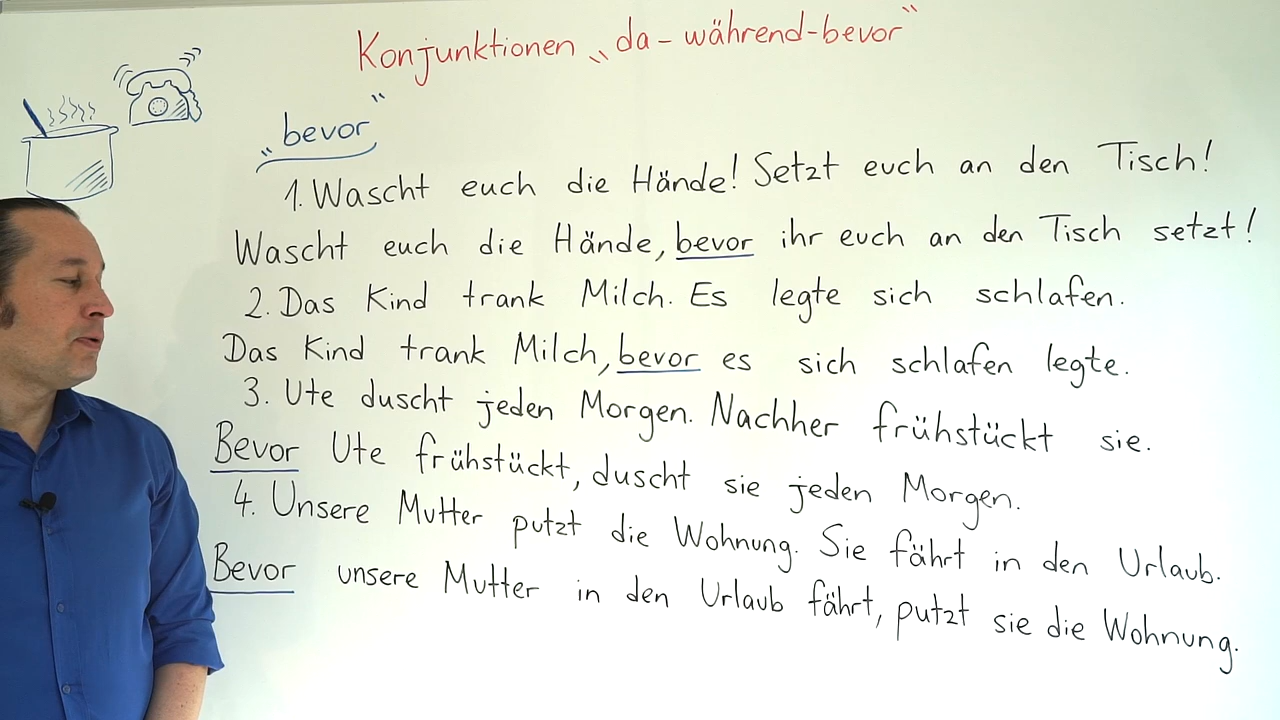 Konjunktionen „da-während-bevor“
„bevor“
1. Wascht euch die Hände! Setzt euch an den Tisch!
Wascht euch die Hände, bevor ihr euch an den Tisch setzt!
2. Das Kind trank Milch. Es legte sich schlafen.
Das Kind trank Milch, bevor es sich schlafen legte.
3. Ute duscht jeden Morgen. Nachher frühstückt sie.
Bevor Ute frühstückt, duscht sie jeden Morgen.
4. Unsere Mutter putzt die Wohnung. Sie fährt in den Urlaub.
Bevor unsere Mutter in den Urlaub fährt, putzt sie die Wohnung.